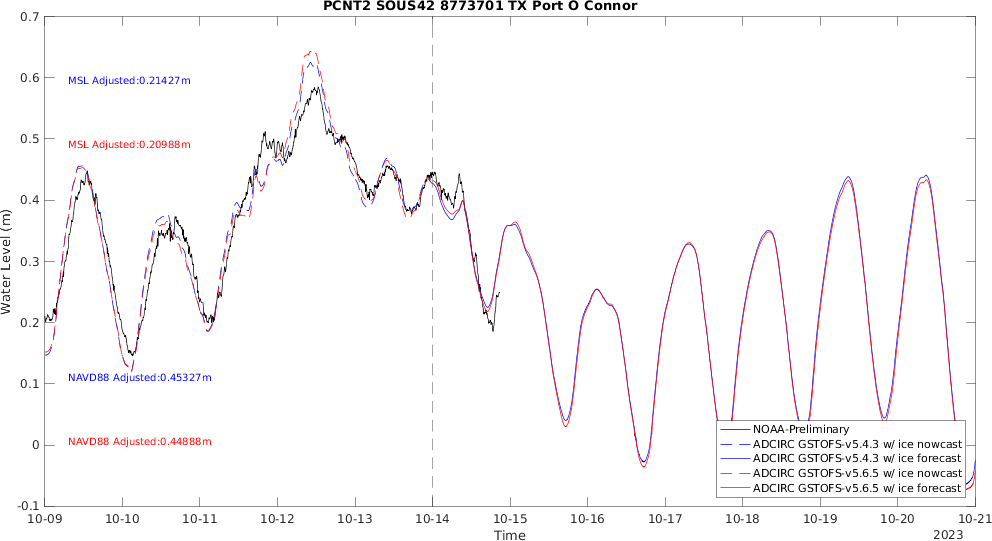 PCNT2 SOUS42 8773701 TX Port O Connor
0.7
0.6
0.5
0.4
0.3
0.2
0.1
0
-0.1
Water Level (m)
MSL Adjusted:0.21427m
MSL Adjusted:0.20988m
NAVD88 Adjusted:0.45327m
NAVD88 Adjusted:0.44888m
NOAA-Preliminary
ADCIRC GSTOFS-v5.4.3 w/ ice nowcast
ADCIRC GSTOFS-v5.4.3 w/ ice forecast
ADCIRC GSTOFS-v5.6.5 w/ ice nowcast
ADCIRC GSTOFS-v5.6.5 w/ ice forecast
10-09 10-10 10-11 10-12 10-13 10-14 10-15 10-16 10-17 10-18 10-19 10-20 10-21
Time
2023